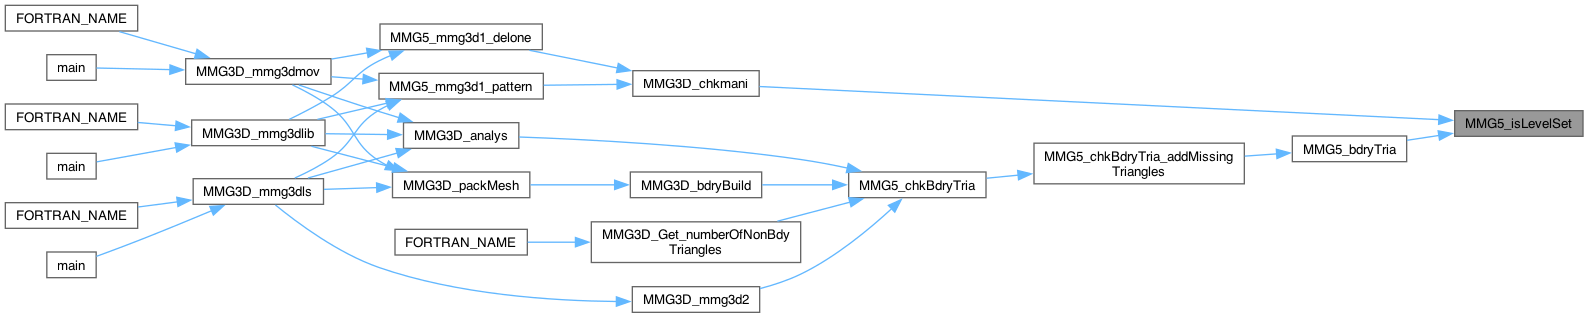 FORTRAN_NAME
main
MMG3D_mmg3dmov
FORTRAN_NAME
main
MMG3D_mmg3dlib
FORTRAN_NAME
main
MMG3D_mmg3dls
MMG5_mmg3d1_delone
MMG5_mmg3d1_pattern
MMG3D_analys
MMG3D_packMesh
FORTRAN_NAME
MMG3D_chkmani
MMG3D_bdryBuild
MMG3D_Get_numberOfNonBdy
Triangles
MMG3D_mmg3d2
MMG5_chkBdryTria
MMG5_chkBdryTria_addMissing
Triangles
MMG5_bdryTria
MMG5_isLevelSet